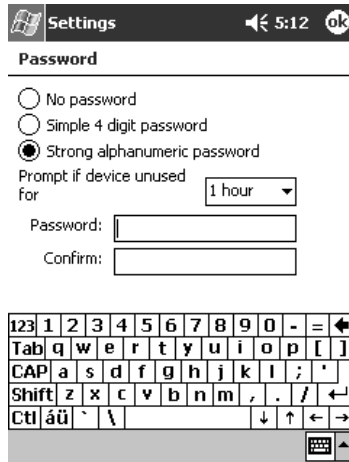 Settings 5:12 ok
Password
No password
Simple 4 digit password
Strong alphanumeric password
Prompt if device unused
for 1 hour
Password:
Confirm:
123 1 2 3 4 5 6 7 8 9 0 - = ←
Tab q w e r t y u i o p [ ]
CAP a s d f g h j k l ; '
Shift z x c v b n m , . / ↵
Ctl áü ` \ ↓ ↑ ← →